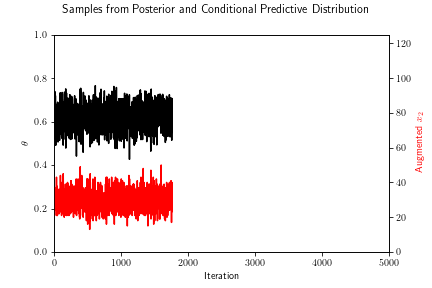 Samples from Posterior and Conditional Predictive Distribution
1.0
0.8
0.6
0.4
0.2
0.0
θ
120
100
80
60
40
20
0
Augmented x₂
0 1000 2000 3000 4000 5000
Iteration